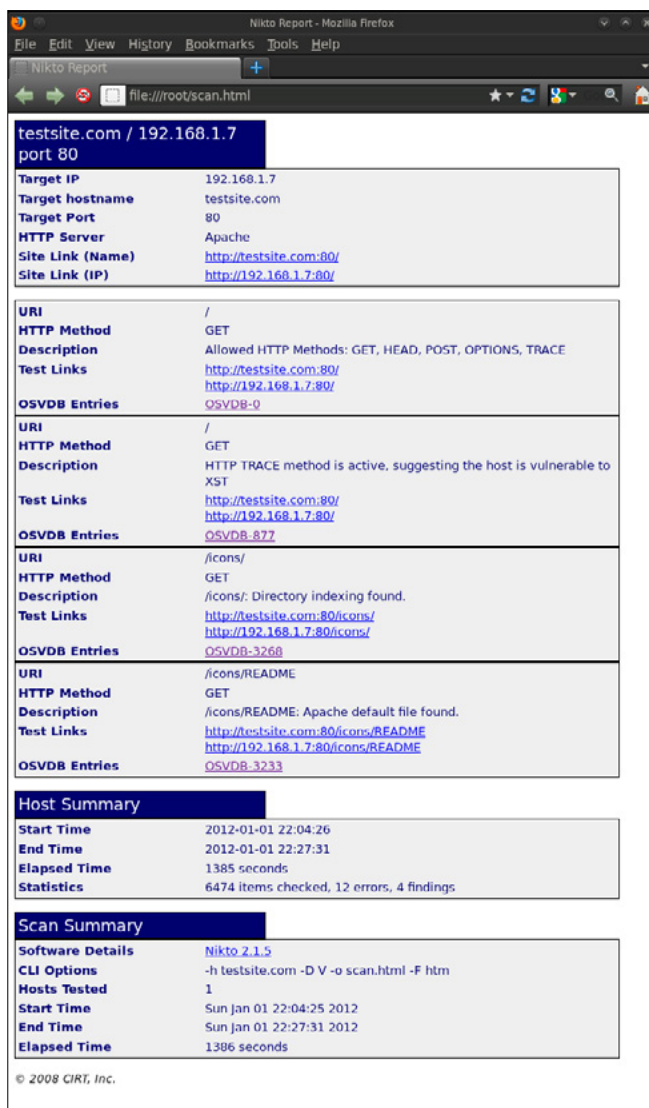 Nikto Report - Mozilla Firefox
File Edit View History Bookmarks Tools Help
Nikto Report
file:///root/scan.html
testsite.com / 192.168.1.7
port 80
Target IP 192.168.1.7
Target hostname testsite.com
Target Port 80
HTTP Server Apache
Site Link (Name) http://testsite.com:80/
Site Link (IP) http://192.168.1.7:80/
URI /
HTTP Method GET
Description Allowed HTTP Methods: GET, HEAD, POST, OPTIONS, TRACE
Test Links http://testsite.com:80/
http://192.168.1.7:80/
OSVDB Entries OSVDB-0
URI /
HTTP Method GET
Description HTTP TRACE method is active, suggesting the host is vulnerable to
XST
Test Links http://testsite.com:80/
http://192.168.1.7:80/
OSVDB Entries OSVDB-877
URI /icons/
HTTP Method GET
Description /icons/: Directory indexing found.
Test Links http://testsite.com:80/icons/
http://192.168.1.7:80/icons/
OSVDB Entries OSVDB-3268
URI /icons/README
HTTP Method GET
Description /icons/README: Apache default file found.
Test Links http://testsite.com:80/icons/README
http://192.168.1.7:80/icons/README
OSVDB Entries OSVDB-3233
Host Summary
Start Time 2012-01-01 22:04:26
End Time 2012-01-01 22:27:31
Elapsed Time 1385 seconds
Statistics 6474 items checked, 12 errors, 4 findings
Scan Summary
Software Details Nikto 2.1.5
CLI Options -h testsite.com -D V -o scan.html -F htm
Hosts Tested 1
Start Time Sun Jan 01 22:04:25 2012
End Time Sun Jan 01 22:27:31 2012
Elapsed Time 1386 seconds
© 2008 CIRT, Inc.